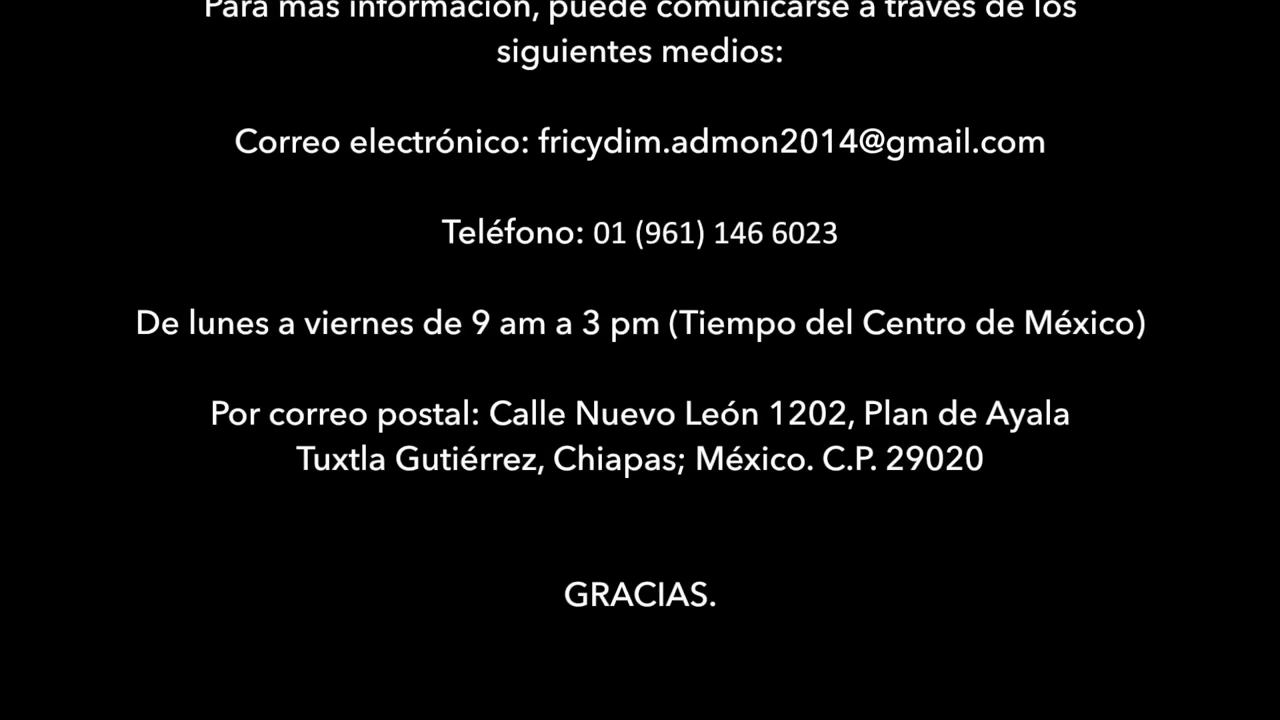 Para más información, puede comunicarse a través de los
siguientes medios:
Correo electrónico: fricydim.admon2014@gmail.com
Teléfono: 01 (961) 146 6023
De lunes a viernes de 9 am a 3 pm (Tiempo del Centro de México)
Por correo postal: Calle Nuevo León 1202, Plan de Ayala
Tuxtla Gutiérrez, Chiapas; México. C.P. 29020
GRACIAS.